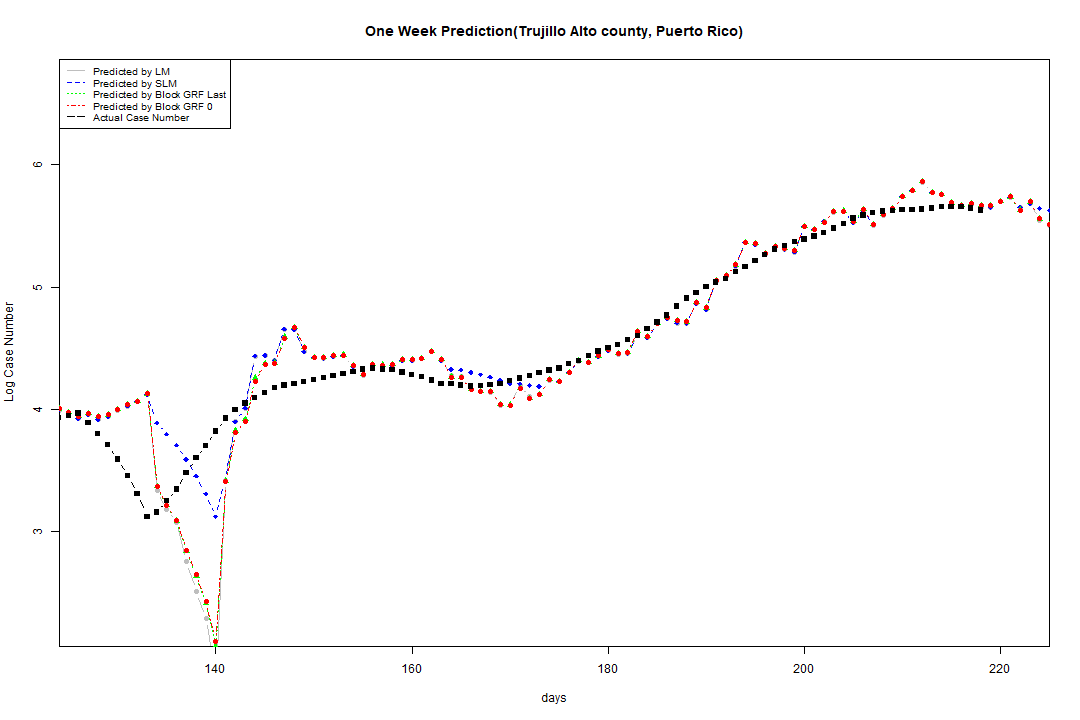 One Week Prediction(Trujillo Alto county, Puerto Rico)
Predicted by LM
Predicted by SLM
Predicted by Block GRF Last
Predicted by Block GRF 0
Actual Case Number
6
5
4
3
Log Case Number
140 160 180 200 220
days